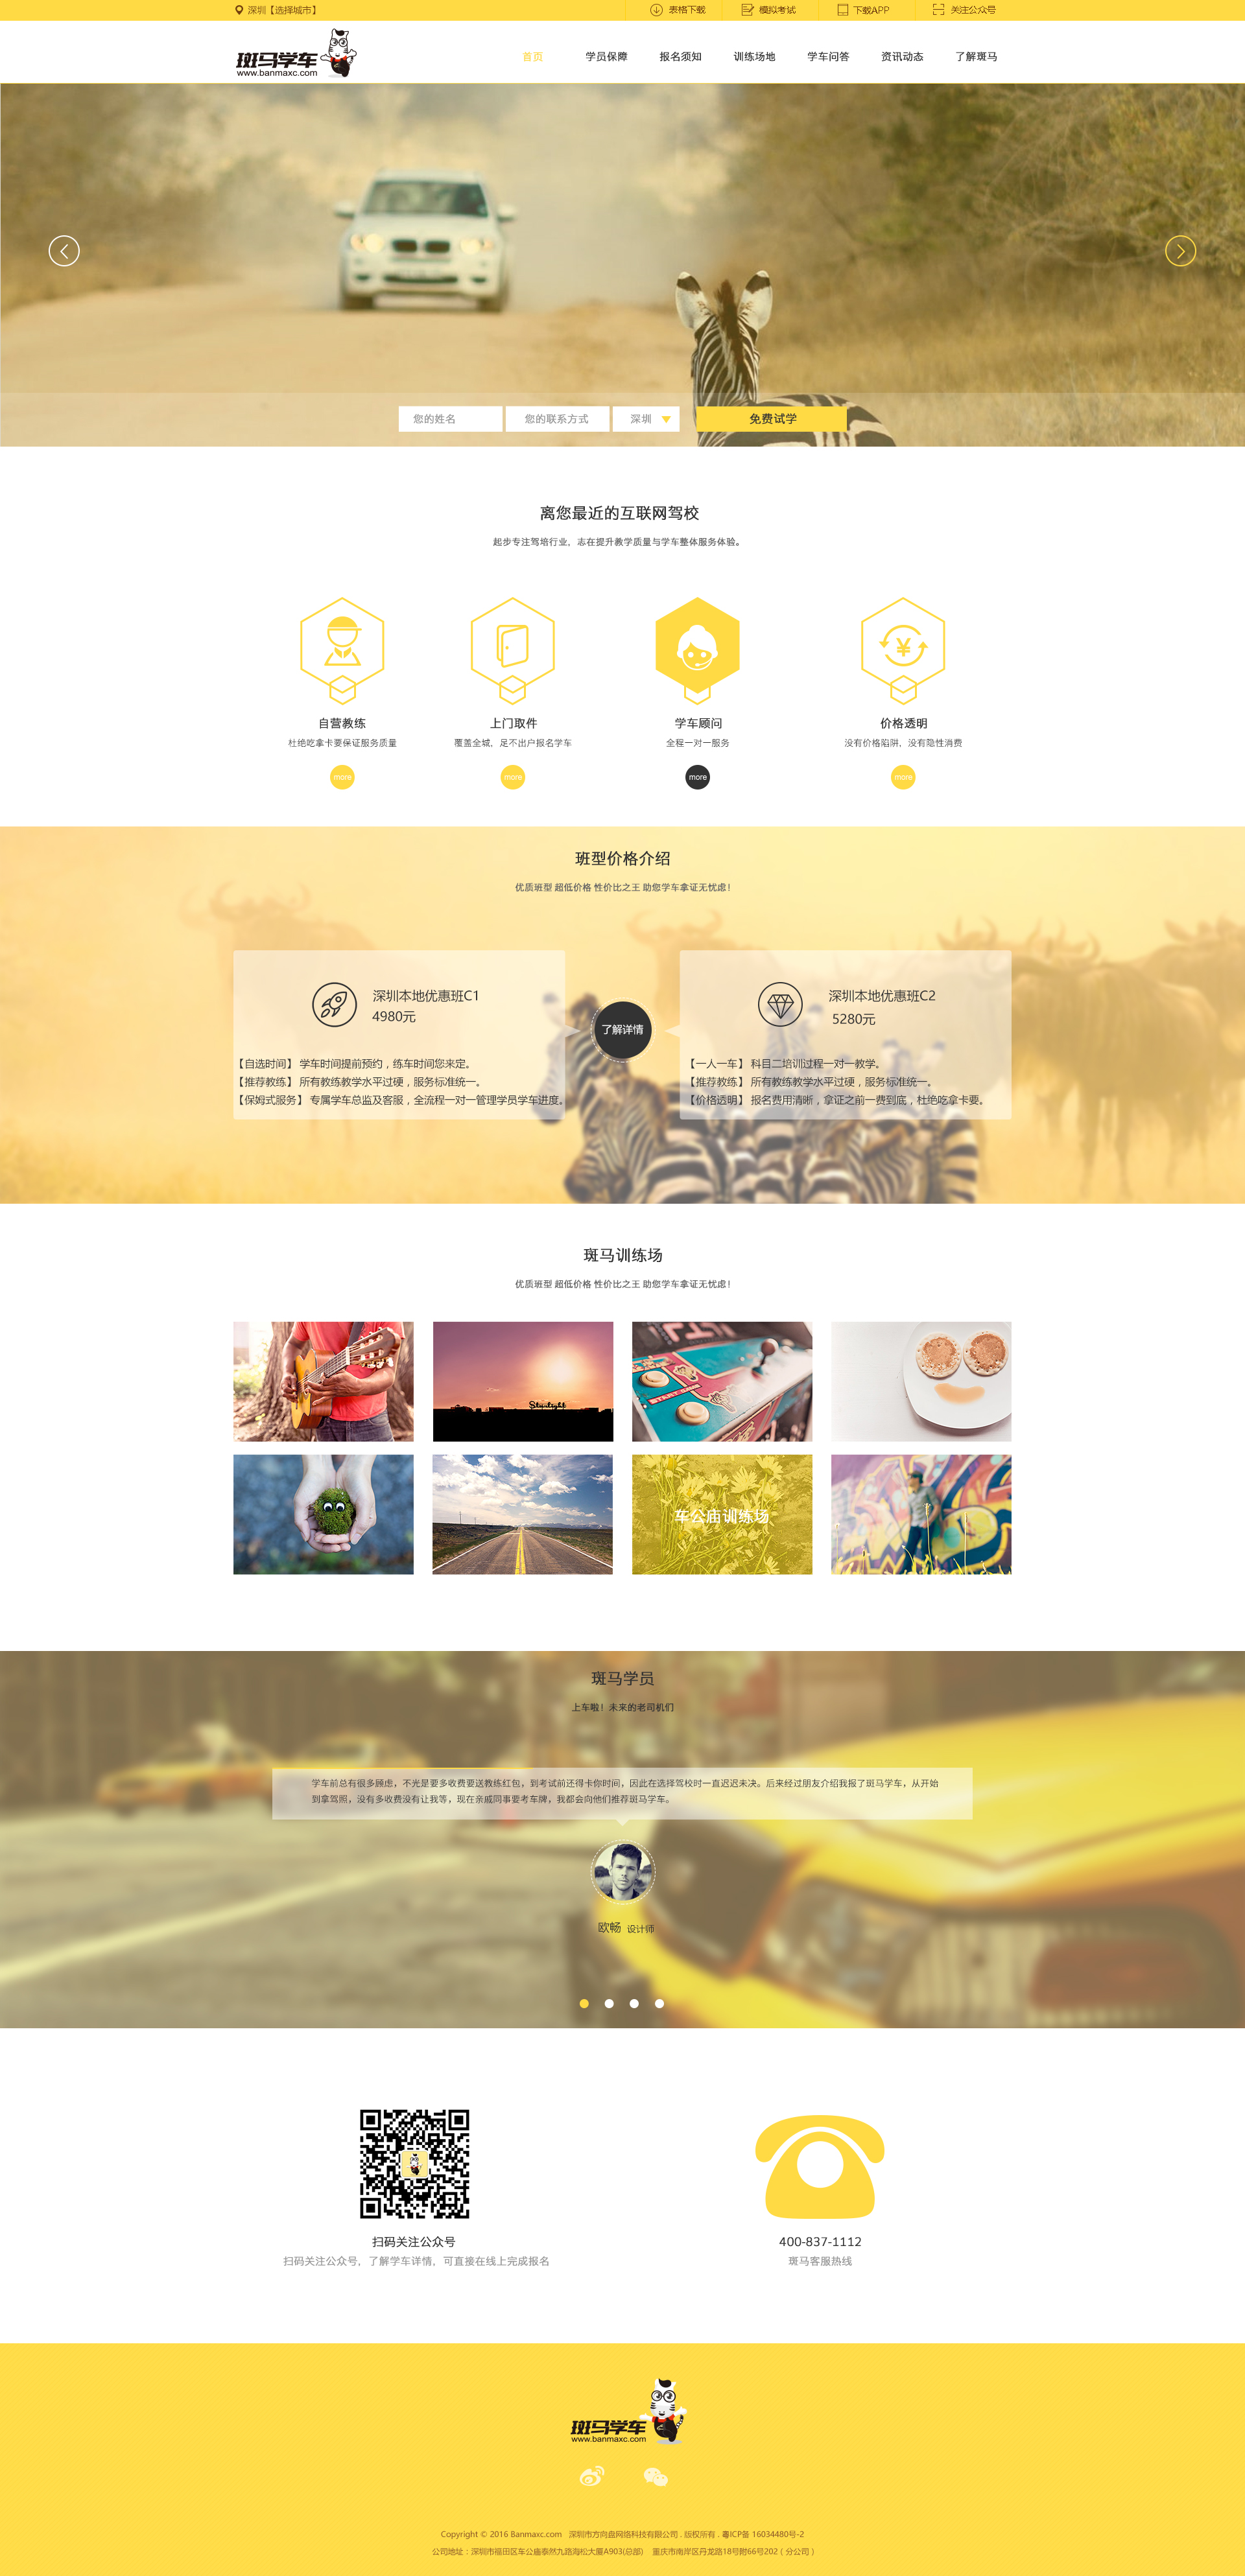 深圳【选择城市】 表格下载 模拟考试 下载APP 关注公众号
斑马学车
www.banmaxc.com
首页 学员保障 报名须知 训练场地 学车问答 资讯动态 了解斑马
您的姓名 您的联系方式 深圳 免费试学
离您最近的互联网驾校
起步专注驾培行业，志在提升教学质量与学车整体服务体验。
自营教练 上门取件 学车顾问 价格透明
杜绝吃拿卡要保证服务质量 覆盖全城，足不出户报名学车 全程一对一服务 没有价格陷阱，没有隐性消费
more more more more
班型价格介绍
优质班型 超低价格 性价比之王 助您学车拿证无忧虑！
深圳本地优惠班C1
4980元
【自选时间】 学车时间提前预约，练车时间您来定。
【推荐教练】 所有教练教学水平过硬，服务标准统一。
【保姆式服务】 专属学车总监及客服，全流程一对一管理学员学车进度。
了解详情
深圳本地优惠班C2
5280元
【一人一车】 科目二培训过程一对一教学。
【推荐教练】 所有教练教学水平过硬，服务标准统一。
【价格透明】 报名费用清晰，拿证之前一费到底，杜绝吃拿卡要。
斑马训练场
优质班型 超低价格 性价比之王 助您学车拿证无忧虑！
车公庙训练场
斑马学员
上车啦！未来的老司机们
学车前总有很多顾虑，不光是要多收费要送教练红包，到考试前还得卡你时间，因此在选择驾校时一直迟迟未决。后来经过朋友介绍我报了斑马学车，从开始
到拿驾照，没有多收费没有让我等，现在亲戚同事要考车牌，我都会向他们推荐斑马学车。
欧畅 设计师
扫码关注公众号
扫码关注公众号，了解学车详情，可直接在线上完成报名
400-837-1112
斑马客服热线
斑马学车
www.banmaxc.com
Copyright © 2016 Banmaxc.com 深圳市方向盘网络科技有限公司 . 版权所有 . 粤ICP备 16034480号-2
公司地址：深圳市福田区车公庙泰然九路海松大厦A903(总部) 重庆市南岸区丹龙路18号附66号202（分公司）